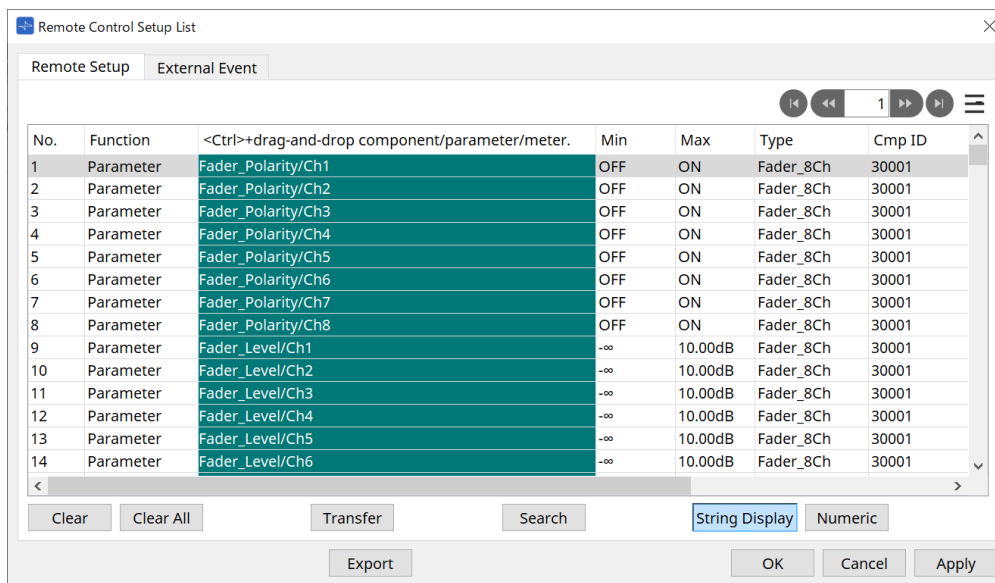 Remote Control Setup List
Remote Setup External Event
1
No. Function <Ctrl>+drag-and-drop component/parameter/meter. Min Max Type Cmp ID
1 Parameter Fader_Polarity/Ch1 OFF ON Fader_8Ch 30001
2 Parameter Fader_Polarity/Ch2 OFF ON Fader_8Ch 30001
3 Parameter Fader_Polarity/Ch3 OFF ON Fader_8Ch 30001
4 Parameter Fader_Polarity/Ch4 OFF ON Fader_8Ch 30001
5 Parameter Fader_Polarity/Ch5 OFF ON Fader_8Ch 30001
6 Parameter Fader_Polarity/Ch6 OFF ON Fader_8Ch 30001
7 Parameter Fader_Polarity/Ch7 OFF ON Fader_8Ch 30001
8 Parameter Fader_Polarity/Ch8 OFF ON Fader_8Ch 30001
9 Parameter Fader_Level/Ch1 -∞ 10.00dB Fader_8Ch 30001
10 Parameter Fader_Level/Ch2 -∞ 10.00dB Fader_8Ch 30001
11 Parameter Fader_Level/Ch3 -∞ 10.00dB Fader_8Ch 30001
12 Parameter Fader_Level/Ch4 -∞ 10.00dB Fader_8Ch 30001
13 Parameter Fader_Level/Ch5 -∞ 10.00dB Fader_8Ch 30001
14 Parameter Fader_Level/Ch6 -∞ 10.00dB Fader_8Ch 30001
Clear Clear All Transfer Search String Display Numeric
Export OK Cancel Apply